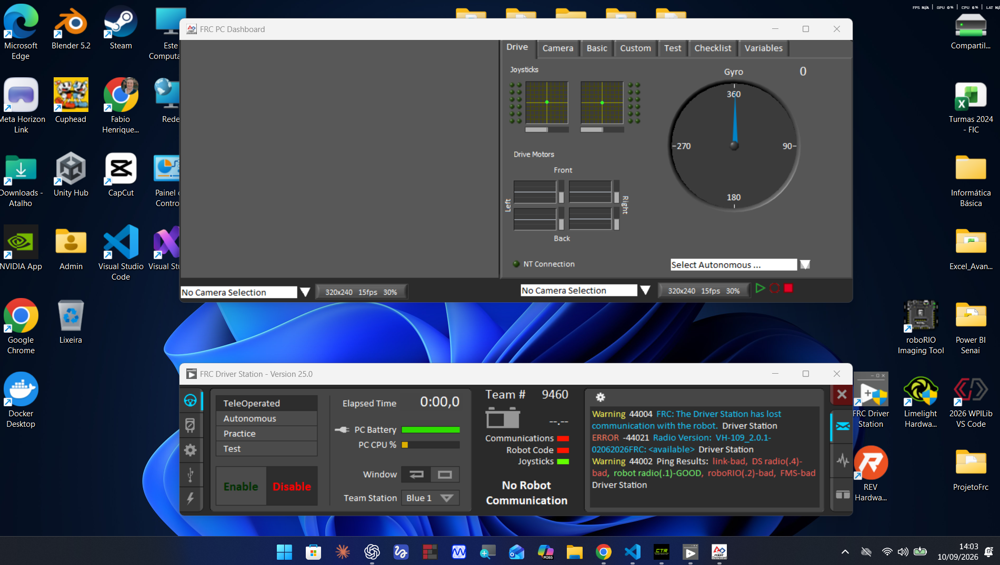 FPS N/A | GPU 0% | CPU 6% | LAT N/
Microsoft
Edge
Blender 5.2
Steam
Este
Computa
Compartil...
Meta Horizon
Link
Cuphead
Fabio
Henrique...
Rede
Turmas 2024
- FIC
Downloads -
Atalho
Unity Hub
CapCut
Painel
Contro
Informática
Básica
NVIDIA App
Admin
Visual Studio
Code
Visual Stu
Excel_Avan...
Google
Chrome
Lixeira
roboRIO
Imaging Tool
Power BI
Senai
Docker
Desktop
FRC Driver
Station
Limelight
Hardwa...
2026 WPILib
VS Code
REV
Hardwa...
ProjetoFrc
FRC PC Dashboard
Drive
Camera
Basic
Custom
Test
Checklist
Variables
Joysticks
Gyro
0
360
270
90
180
Drive Motors
Front
Left
Right
Back
NT Connection
Select Autonomous ...
No Camera Selection
320x240 15fps 30%
No Camera Selection
320x240 15fps 30%
FRC Driver Station - Version 25.0
TeleOperated
Autonomous
Practice
Test
Enable
Disable
Elapsed Time
0:00,0
PC Battery
PC CPU %
Window
Team Station
Blue 1
Team # 9460
--.--
Communications
Robot Code
Joysticks
No Robot
Communication
Warning 44004 FRC: The Driver Station has lost
communication with the robot. Driver Station
ERROR -44021 Radio Version: VH-109_2.0.1-
02062026FRC: <available> Driver Station
Warning 44002 Ping Results: link-bad, DS radio(.4)-
bad, robot radio(.1)-GOOD, roboRIO(.2)-bad, FMS-bad
Driver Station
M365
CTR
FIRST
Dashboard
14:03
10/09/2026